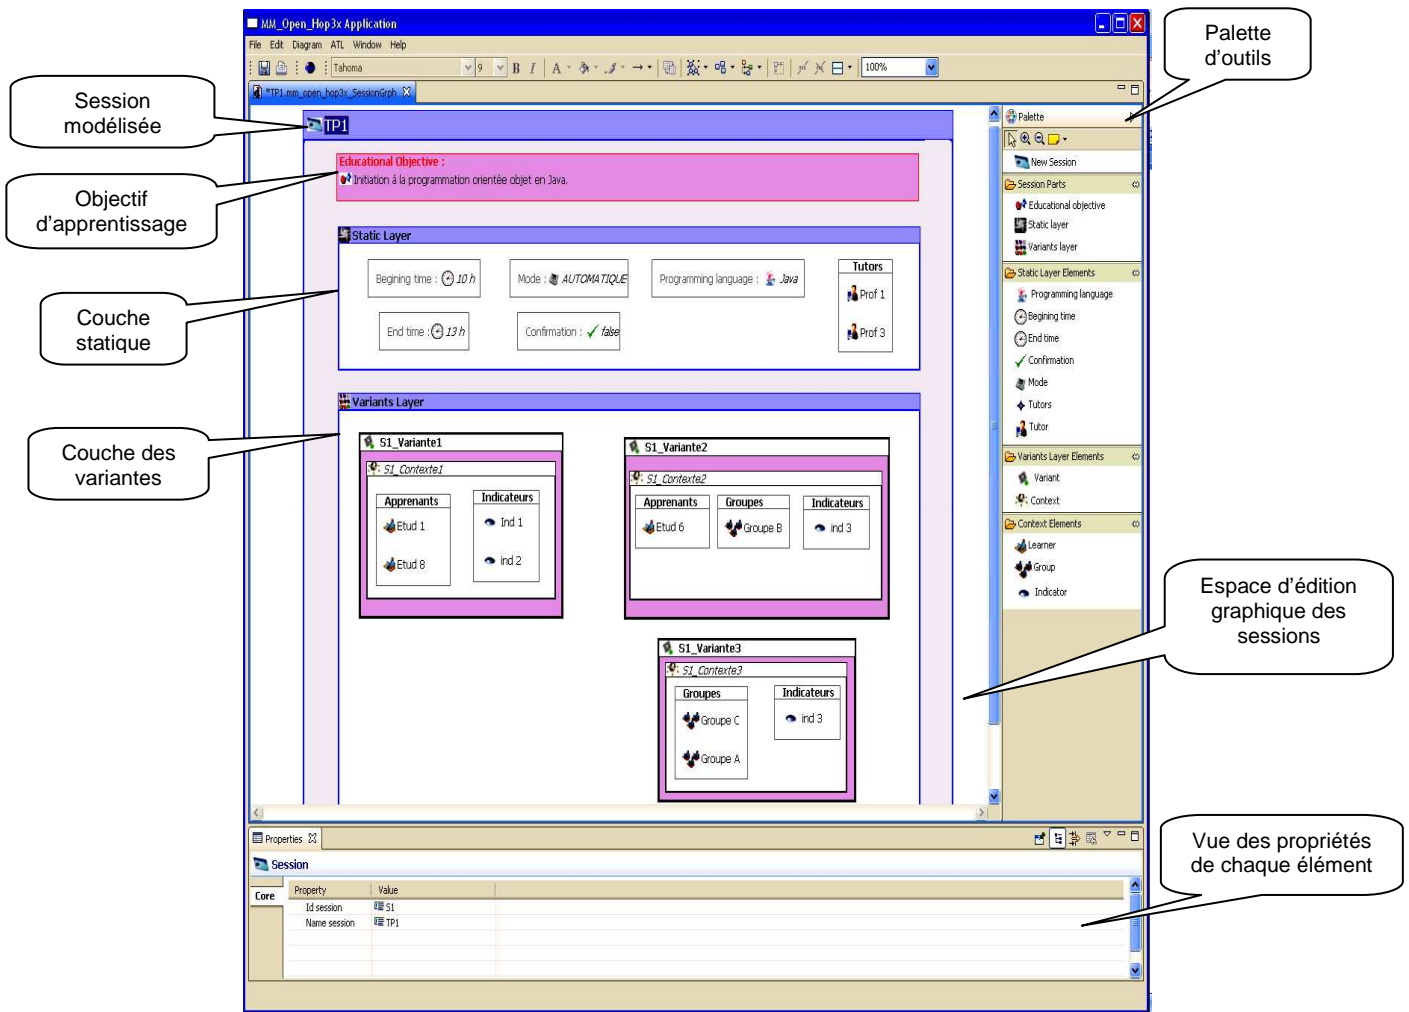 MM_Open_Hop3x Application
File Edit Diagram ATL Window Help
Tahoma 9 B I A 100%
*TP1.mm_open_hop3x_SessionGrph
Palette
d'outils
Session
modélisée
Objectif
d'apprentissage
Couche
statique
Couche des
variantes
Espace d'édition
graphique des
sessions
Vue des propriétés
de chaque élément
TP1
Educational Objective :
Initiation à la programmation orientée objet en Java.
Static Layer
Begining time : 10 h
Mode : AUTOMATIQUE
Programming language : Java
Tutors
Prof 1
Prof 3
End time : 13 h
Confirmation : false
Variants Layer
S1_Variante1
S1_Contexte1
Apprenants
Etud 1
Etud 8
Indicateurs
Ind 1
ind 2
S1_Variante2
S1_Contexte2
Apprenants
Etud 6
Groupes
Groupe B
Indicateurs
ind 3
S1_Variante3
S1_Contexte3
Groupes
Groupe C
Groupe A
Indicateurs
ind 3
Palette
New Session
Session Parts
Educational objective
Static layer
Variants layer
Static Layer Elements
Programming language
Begining time
End time
Confirmation
Mode
Tutors
Tutor
Variants Layer Elements
Variant
Context
Context Elements
Learner
Group
Indicator
Properties
Session
Core
Property Value
Id session S1
Name session TP1